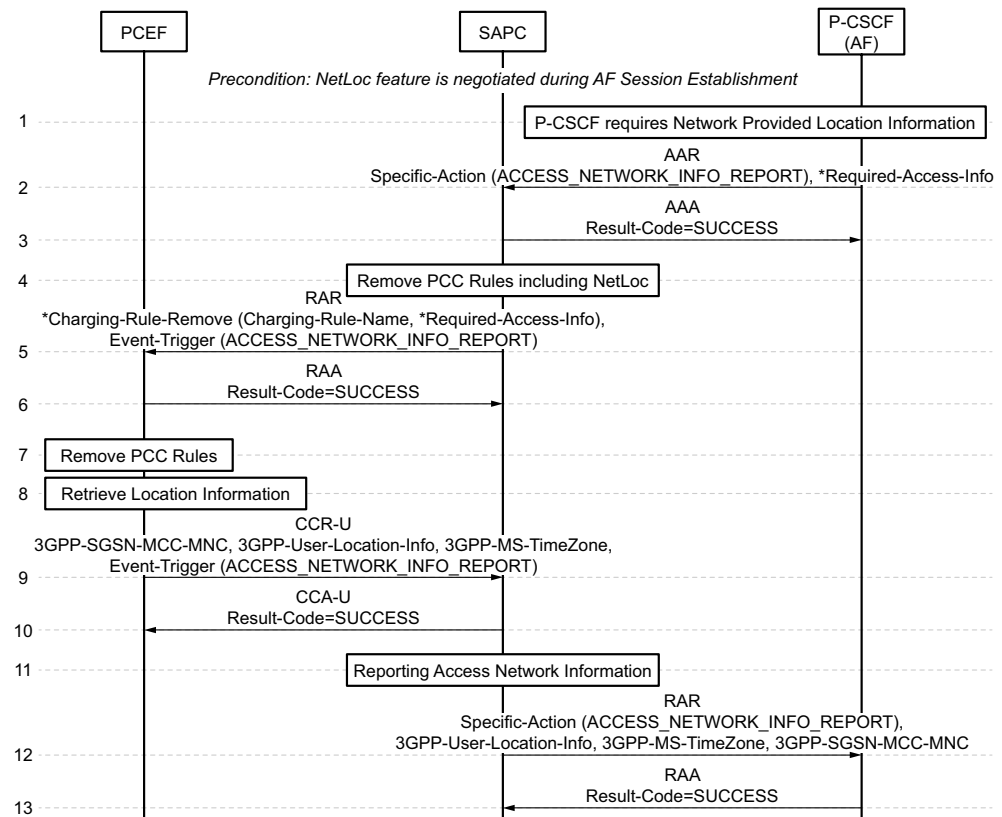 PCEF
SAPC
P-CSCF
(AF)
Precondition: NetLoc feature is negotiated during AF Session Establishment
1
P-CSCF requires Network Provided Location Information
AAR
Specific-Action (ACCESS_NETWORK_INFO_REPORT), *Required-Access-Info
2
AAA
Result-Code=SUCCESS
3
4
Remove PCC Rules including NetLoc
RAR
*Charging-Rule-Remove (Charging-Rule-Name, *Required-Access-Info),
Event-Trigger (ACCESS_NETWORK_INFO_REPORT)
5
RAA
Result-Code=SUCCESS
6
7
Remove PCC Rules
8
Retrieve Location Information
CCR-U
3GPP-SGSN-MCC-MNC, 3GPP-User-Location-Info, 3GPP-MS-TimeZone,
Event-Trigger (ACCESS_NETWORK_INFO_REPORT)
9
CCA-U
Result-Code=SUCCESS
10
11
Reporting Access Network Information
RAR
Specific-Action (ACCESS_NETWORK_INFO_REPORT),
3GPP-User-Location-Info, 3GPP-MS-TimeZone, 3GPP-SGSN-MCC-MNC
12
RAA
Result-Code=SUCCESS
13